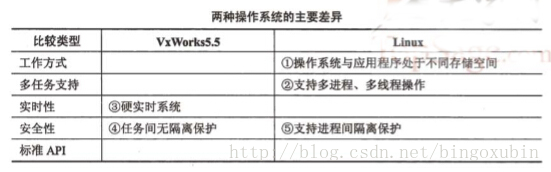 两种操作系统的主要差异
比较类型 VxWorks5.5 Linux
工作方式 ①操作系统与应用程序处于不同存储空间
多任务支持 ②支持多进程、多线程操作
实时性 ③硬实时系统
安全性 ④任务间无隔离保护 ⑤支持进程间隔离保护
标准 API
http://blog.csdn.net/bingoxubin